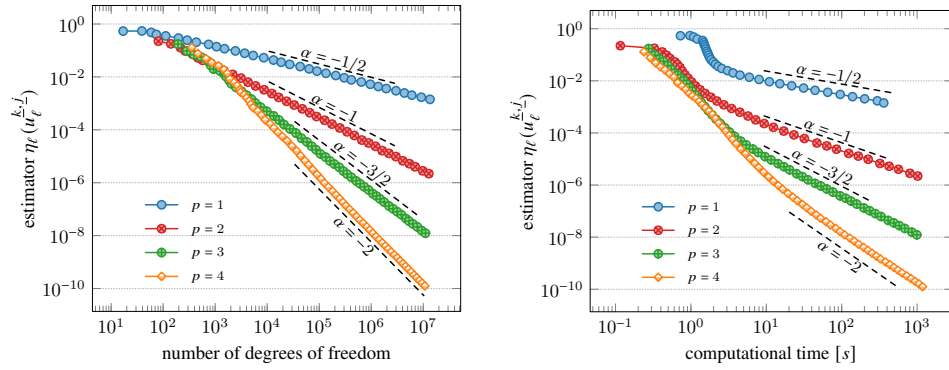 10^0
10^−2
10^−4
10^−6
10^−8
10^−10
estimator η_ℓ(u_ℓ^{k,j})
α = −1/2
α = −1
α = −3/2
α = −2
p = 1
p = 2
p = 3
p = 4
10^1 10^2 10^3 10^4 10^5 10^6 10^7
number of degrees of freedom
10^0
10^−2
10^−4
10^−6
10^−8
10^−10
estimator η_ℓ(u_ℓ^{k,j})
α = −1/2
α = −1
α = −3/2
α = −2
p = 1
p = 2
p = 3
p = 4
10^−1 10^0 10^1 10^2 10^3
computational time [s]